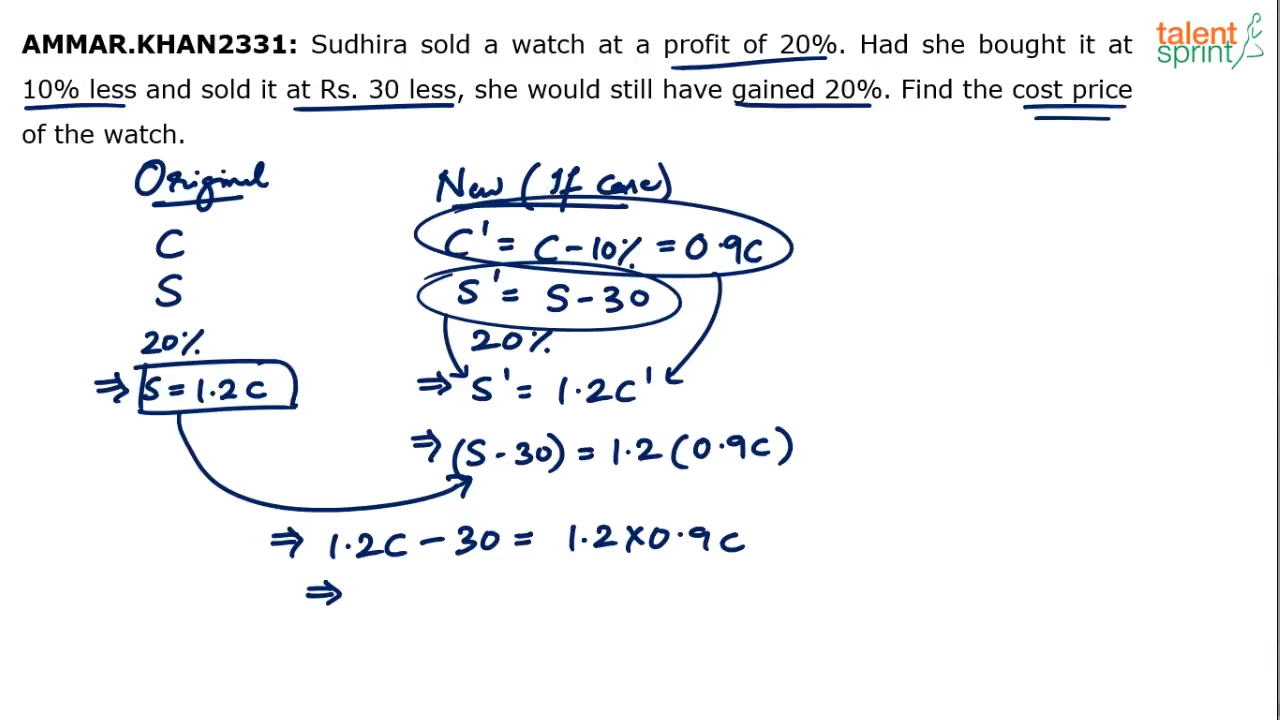 AMMAR.KHAN2331: Sudhira sold a watch at a profit of 20%. Had she bought it at
10% less and sold it at Rs. 30 less, she would still have gained 20%. Find the cost price
of the watch.
talent
sprint
Original
New (If case)
C
C' = C - 10% = 0.9C
S
S' = S - 30
20%
20%
⇒ S = 1.2C
⇒ S' = 1.2C'
⇒ (S - 30) = 1.2 (0.9C)
⇒ 1.2C - 30 = 1.2 × 0.9C
⇒